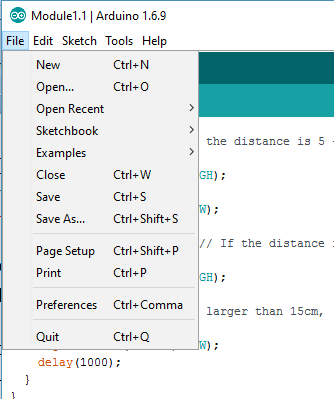 Module1.1 | Arduino 1.6.9
File Edit Sketch Tools Help
New Ctrl+N
Open... Ctrl+O
Open Recent
Sketchbook
Examples
Close Ctrl+W
Save Ctrl+S
Save As... Ctrl+Shift+S
Page Setup Ctrl+Shift+P
Print Ctrl+P
Preferences Ctrl+Comma
Quit Ctrl+Q
the distance is 5 -
GH);
W);
// If the distance
GH);
larger than 15cm,
W);
delay(1000);
}
}